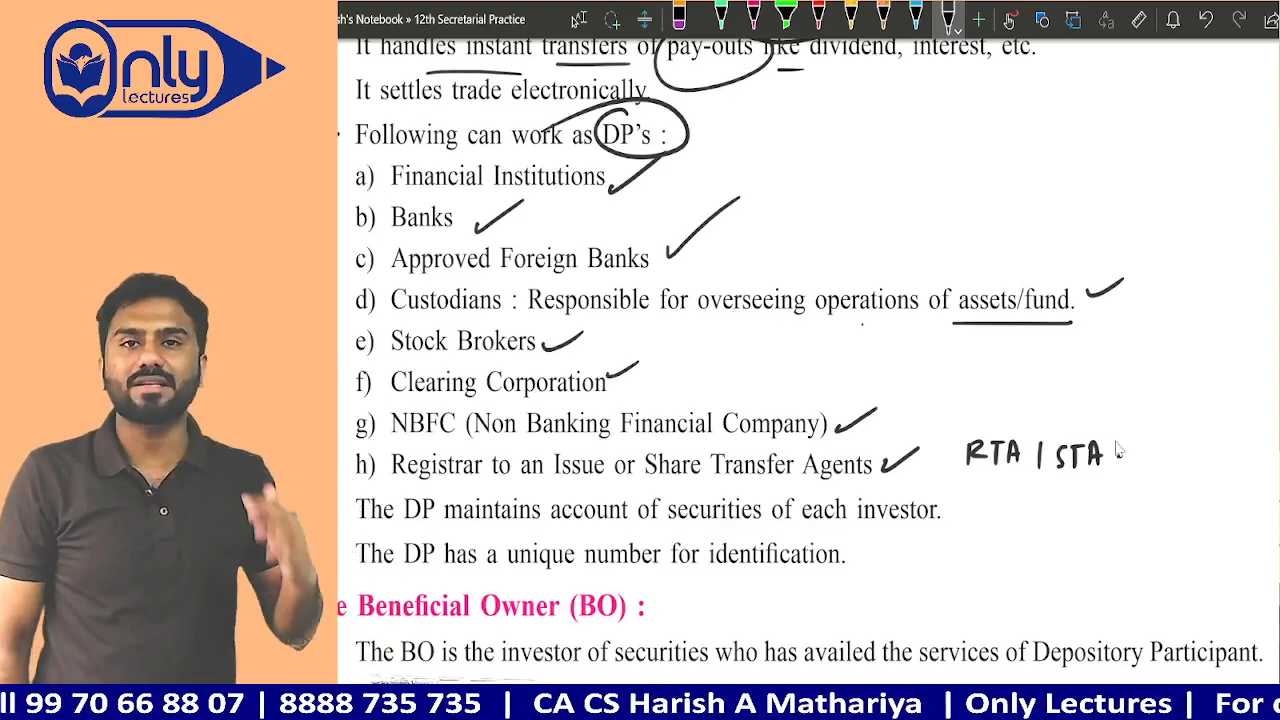 Only
lectures
sh's Notebook » 12th Secretarial Practice
It handles instant transfers of pay-outs like dividend, interest, etc.
It settles trade electronically.
Following can work as DP's :
a) Financial Institutions
b) Banks
c) Approved Foreign Banks
d) Custodians : Responsible for overseeing operations of assets/fund.
e) Stock Brokers
f) Clearing Corporation
g) NBFC (Non Banking Financial Company)
h) Registrar to an Issue or Share Transfer Agents RTA | STA
The DP maintains account of securities of each investor.
The DP has a unique number for identification.
e Beneficial Owner (BO) :
The BO is the investor of securities who has availed the services of Depository Participant.
ll 99 70 66 88 07 | 8888 735 735 | CA CS Harish A Mathariya | Only Lectures | For